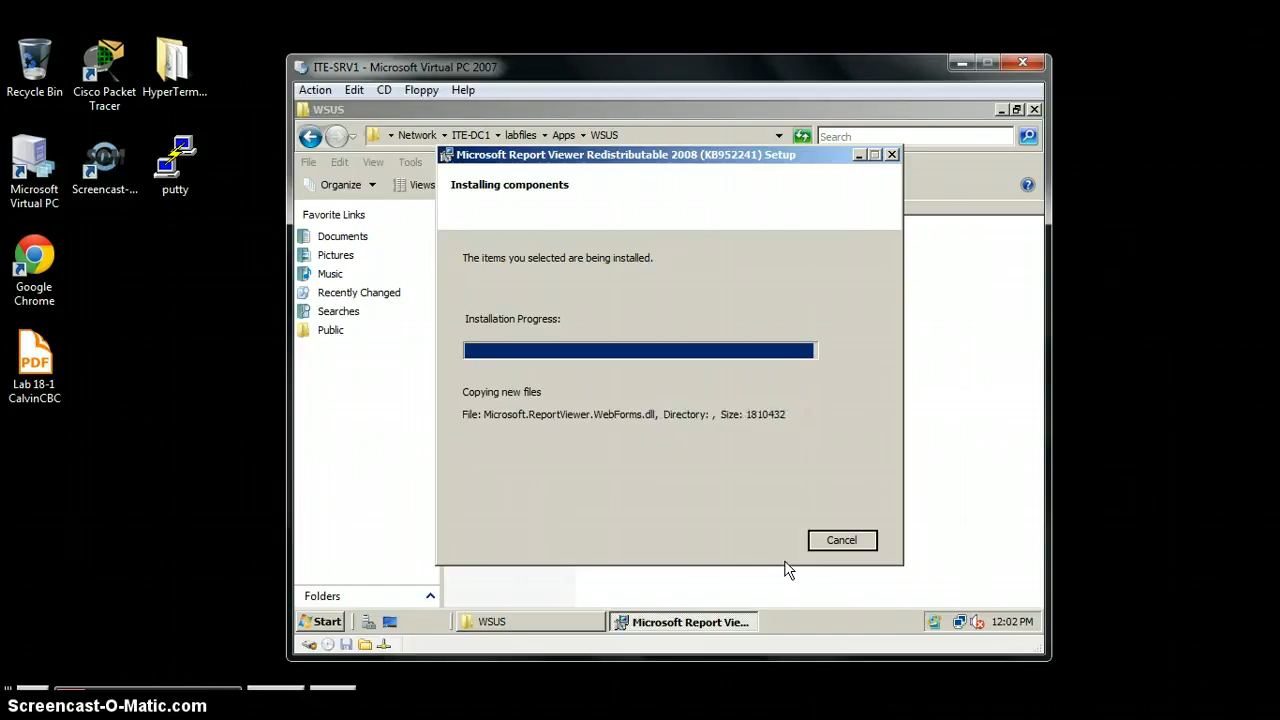 Recycle Bin
Cisco Packet
Tracer
HyperTerm...
Microsoft
Virtual PC
Screencast-...
putty
Google
Chrome
PDF
Lab 18-1
CalvinCBC
ITE-SRV1 - Microsoft Virtual PC 2007
Action Edit CD Floppy Help
WSUS
Network ITE-DC1 labfiles Apps WSUS Search
File Edit View Tools
Organize Views
Favorite Links
Documents
Pictures
Music
Recently Changed
Searches
Public
Folders
Microsoft Report Viewer Redistributable 2008 (KB952241) Setup
Installing components
The items you selected are being installed.
Installation Progress:
Copying new files
File: Microsoft.ReportViewer.WebForms.dll, Directory: , Size: 1810432
Cancel
Start WSUS Microsoft Report Vie... 12:02 PM
Screencast-O-Matic.com